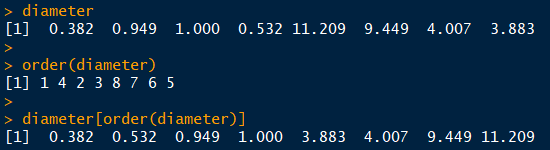 > diameter
[1]  0.382  0.949  1.000  0.532 11.209  9.449  4.007  3.883
>
> order(diameter)
[1] 1 4 2 3 8 7 6 5
>
> diameter[order(diameter)]
[1]  0.382  0.532  0.949  1.000  3.883  4.007  9.449 11.209